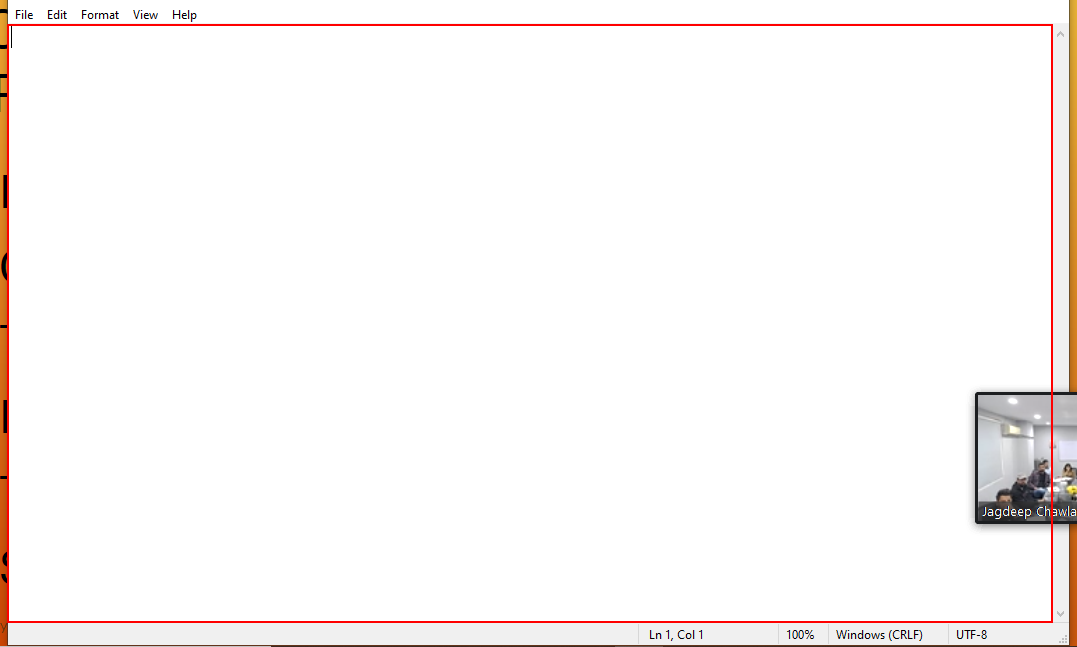 File Edit Format View Help
Jagdeep Chawla
Ln 1, Col 1 100% Windows (CRLF) UTF-8